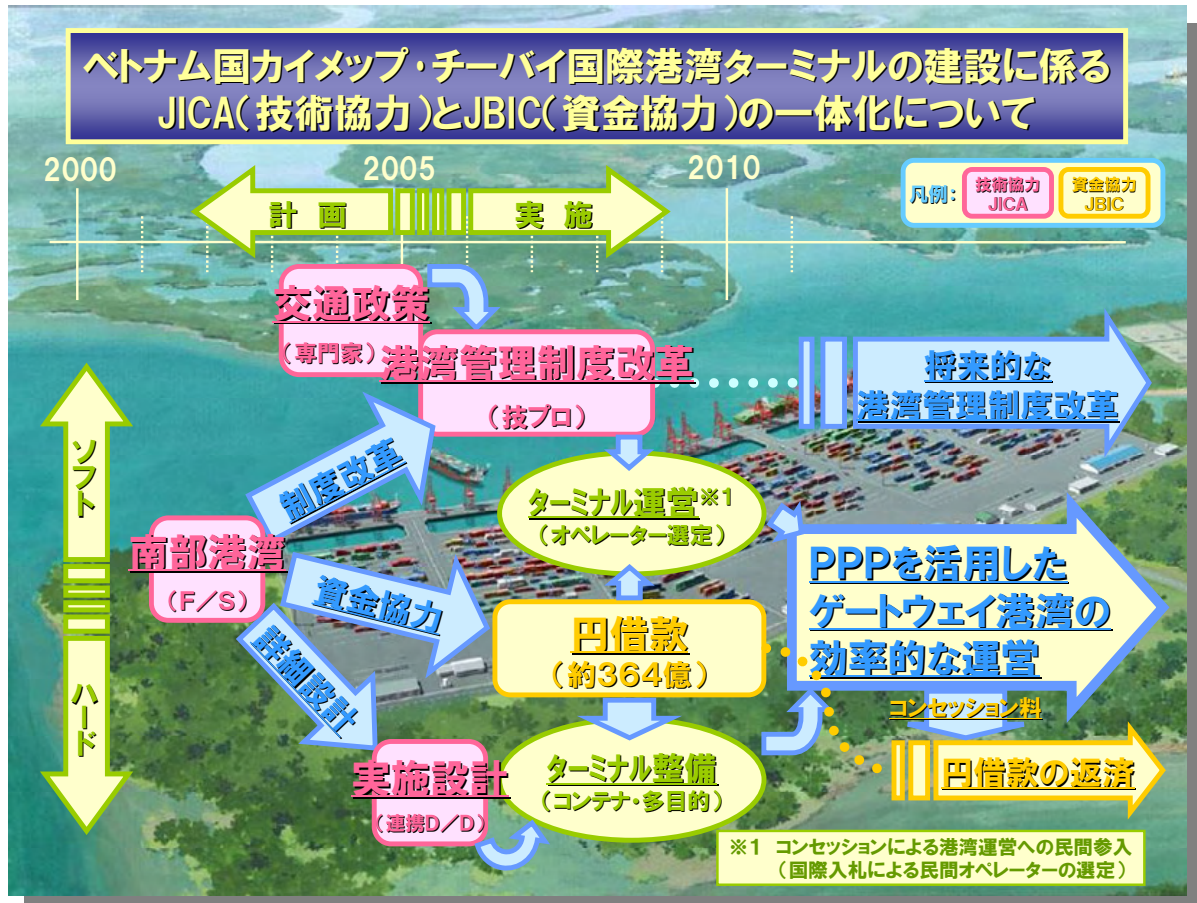 ベトナム国カイメップ・チーバイ国際港湾ターミナルの建設に係る
JICA(技術協力)とJBIC(資金協力)の一体化について
2000
2005
2010
計 画
実 施
凡例:
技術協力
JICA
資金協力
JBIC
交通政策
(専門家)
港湾管理制度改革
(技プロ)
将来的な
港湾管理制度改革
ソフト
ハード
制度改革
南部港湾
(F/S)
資金協力
詳細設計
ターミナル運営※1
(オペレーター選定)
円借款
(約364億)
PPPを活用した
ゲートウェイ港湾の
効率的な運営
コンセッション料
実施設計
(連携D/D)
ターミナル整備
(コンテナ・多目的)
円借款の返済
※1 コンセッションによる港湾運営への民間参入
(国際入札による民間オペレーターの選定)